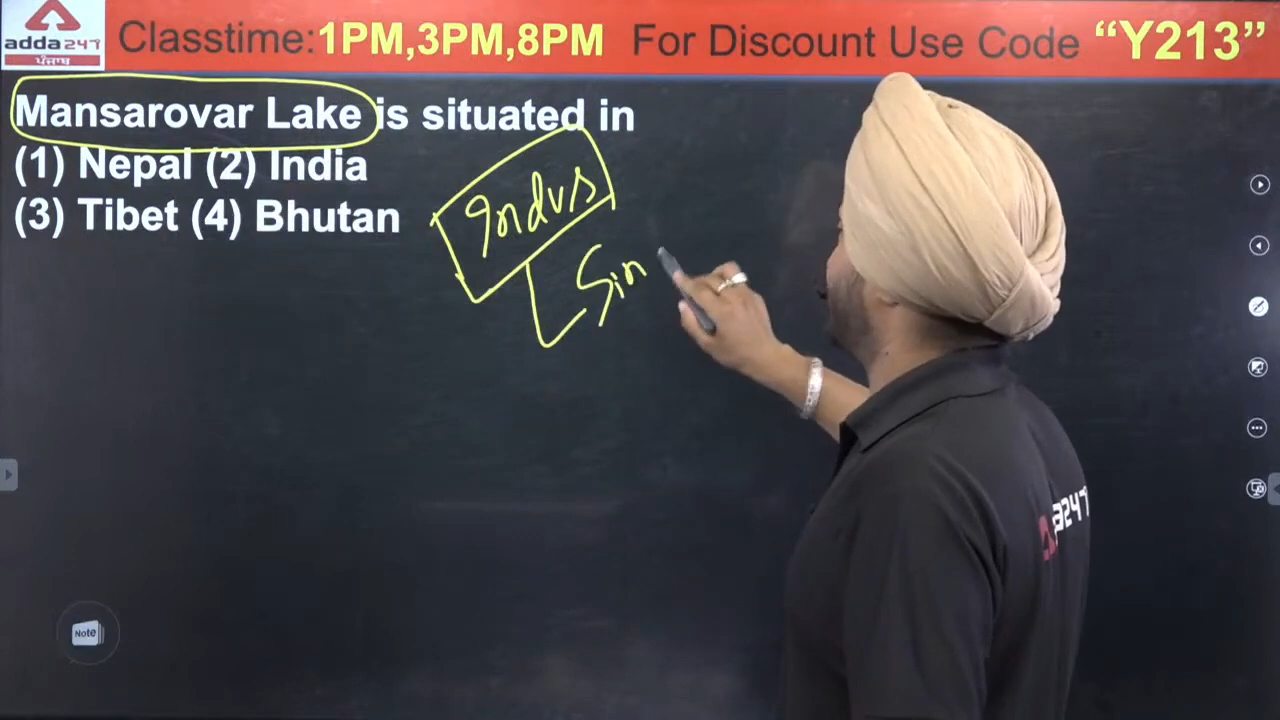 adda247
ਪੰਜਾਬ
Classtime:1PM,3PM,8PM For Discount Use Code “Y213”
Mansarovar Lake is situated in
(1) Nepal (2) India
(3) Tibet (4) Bhutan
Indus
Sin
a247
Note